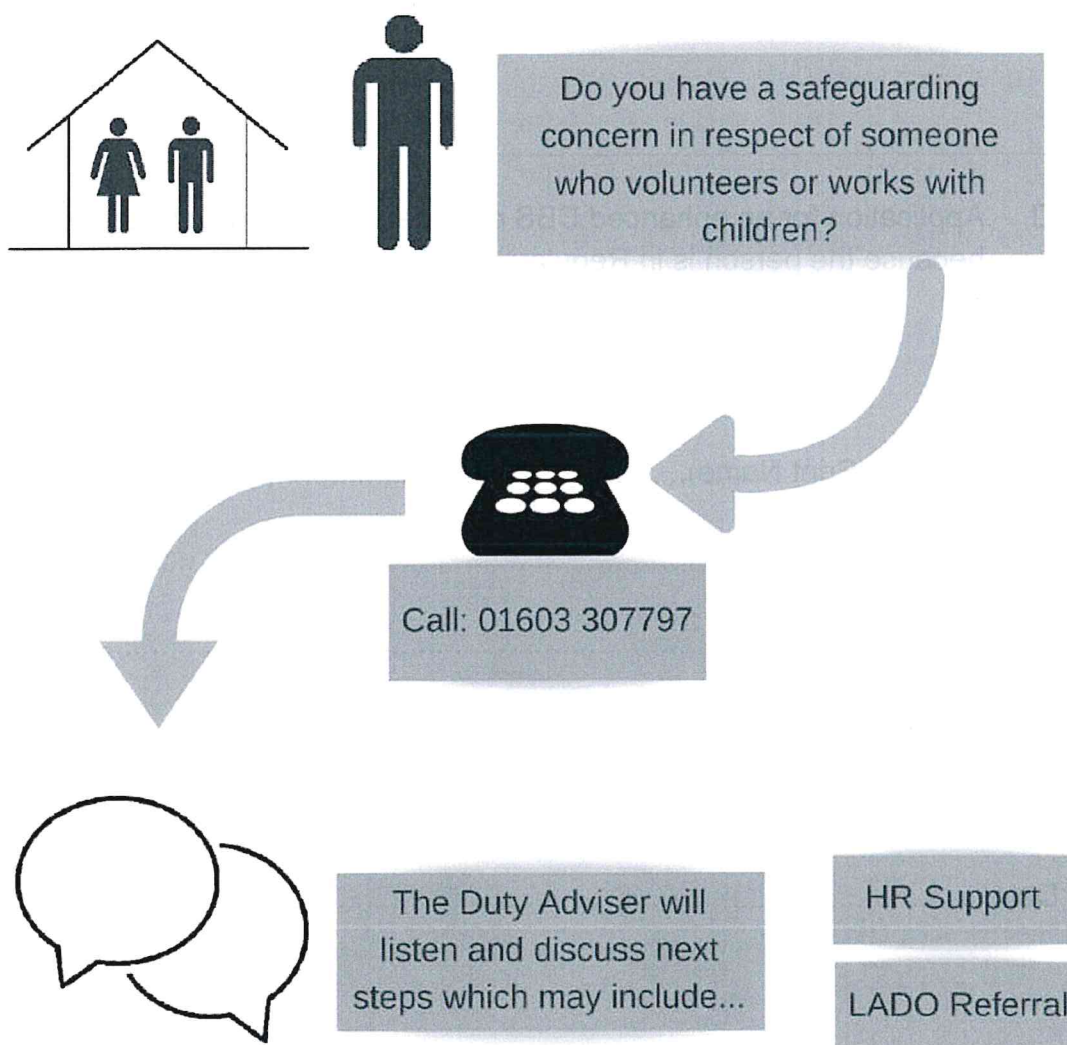 Do you have a safeguarding
concern in respect of someone
who volunteers or works with
children?
Call: 01603 307797
The Duty Adviser will
listen and discuss next
steps which may include...
HR Support
LADO Referral